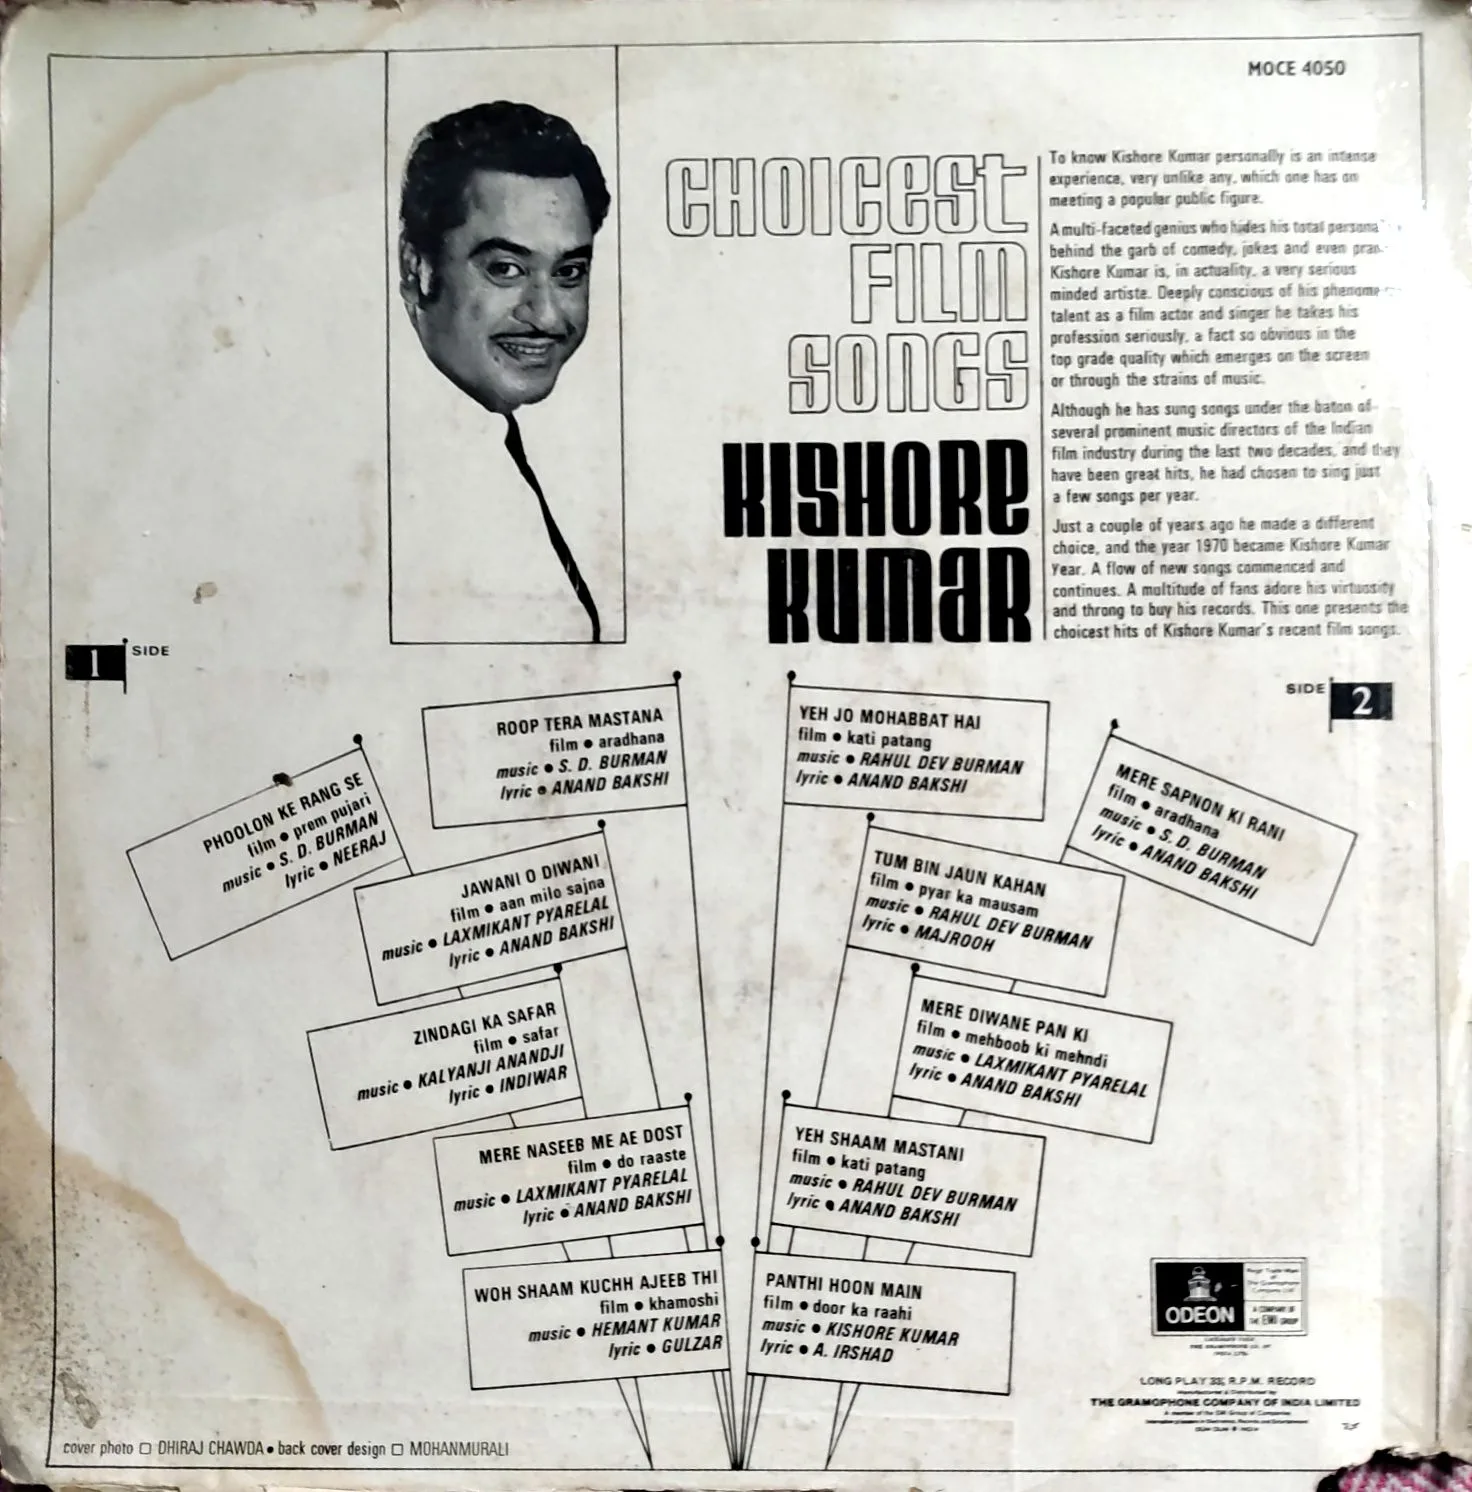 MOCE 4050
CHOICEST
FILM
SONGS
KISHORE
KUMAR
To know Kishore Kumar personally is an intense
experience, very unlike any, which one has on
meeting a popular public figure.
A multi-faceted genius who hides his total
behind the garb of comedy, jokes and even
Kishore Kumar is, in actuality, a very serious
minded artiste. Deeply conscious of his
talent as a film actor and singer he takes his
profession seriously, a fact so obvious in the
top grade quality which emerges on the screen
or through the strains of music.
Although he has sung songs under the baton of
several prominent music directors of the Indian
film industry during the last two decades, and they
have been great hits, he had chosen to sing just
a few songs per year.
Just a couple of years ago he made a different
choice, and the year 1970 became Kishore Kumar
Year. A flow of new songs commenced and
continues. A multitude of fans adore his virtuosity
and throng to buy his records. This one presents the
choicest hits of Kishore Kumar's recent film songs.
1 SIDE
PHOOLON KE RANG SE
film • prem pujari
music • S. D. BURMAN
lyric • NEERAJ
ROOP TERA MASTANA
film • aradhana
music • S. D. BURMAN
lyric • ANAND BAKSHI
JAWANI O DIWANI
film • aan milo sajna
music • LAXMIKANT PYARELAL
lyric • ANAND BAKSHI
ZINDAGI KA SAFAR
film • safar
music • KALYANJI ANANDJI
lyric • INDIWAR
MERE NASEEB ME AE DOST
film • do raaste
music • LAXMIKANT PYARELAL
lyric • ANAND BAKSHI
WOH SHAAM KUCHH AJEEB THI
film • khamoshi
music • HEMANT KUMAR
lyric • GULZAR
SIDE 2
YEH JO MOHABBAT HAI
film • kati patang
music • RAHUL DEV BURMAN
lyric • ANAND BAKSHI
MERE SAPNON KI RANI
film • aradhana
music • S. D. BURMAN
lyric • ANAND BAKSHI
TUM BIN JAUN KAHAN
film • pyar ka mausam
music • RAHUL DEV BURMAN
lyric • MAJROOH
MERE DIWANE PAN KI
film • mehboob ki mehndi
music • LAXMIKANT PYARELAL
lyric • ANAND BAKSHI
YEH SHAAM MASTANI
film • kati patang
music • RAHUL DEV BURMAN
lyric • ANAND BAKSHI
PANTHI HOON MAIN
film • door ka raahi
music • KISHORE KUMAR
lyric • A. IRSHAD
ODEON
A COMPANY OF
THE EMI GROUP
LONG PLAY 33⅓ R.P.M. RECORD
Manufactured & Distributed by
THE GRAMOPHONE COMPANY OF INDIA LIMITED
cover photo □ DHIRAJ CHAWDA • back cover design □ MOHANMURALI